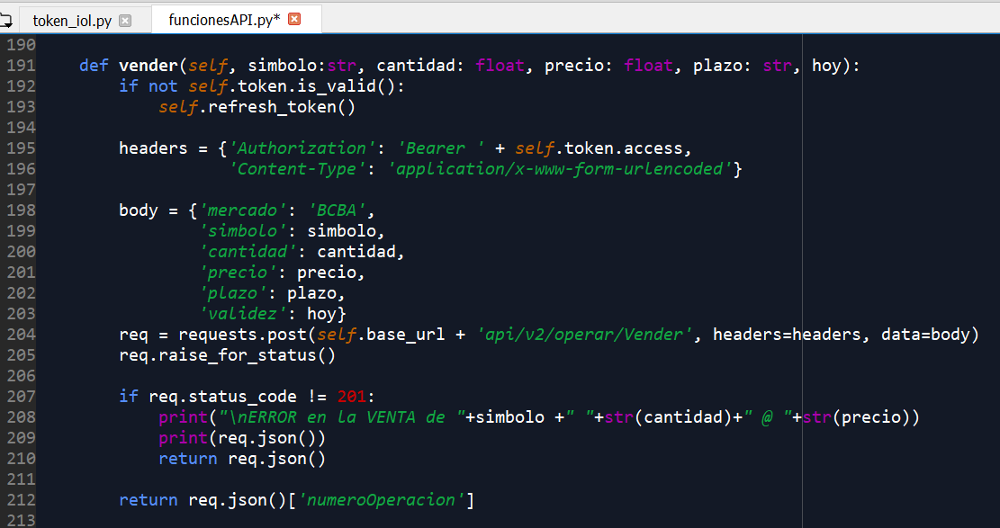 token_iol.py funcionesAPI.py*
190
191     def vender(self, simbolo:str, cantidad: float, precio: float, plazo: str, hoy):
192         if not self.token.is_valid():
193             self.refresh_token()
194
195         headers = {'Authorization': 'Bearer ' + self.token.access,
196                    'Content-Type': 'application/x-www-form-urlencoded'}
197
198         body = {'mercado': 'BCBA',
199                 'simbolo': simbolo,
200                 'cantidad': cantidad,
201                 'precio': precio,
202                 'plazo': plazo,
203                 'validez': hoy}
204         req = requests.post(self.base_url + 'api/v2/operar/Vender', headers=headers, data=body)
205         req.raise_for_status()
206
207         if req.status_code != 201:
208             print("\nERROR en la VENTA de "+simbolo +" "+str(cantidad)+" @ "+str(precio))
209             print(req.json())
210             return req.json()
211
212         return req.json()['numeroOperacion']
213